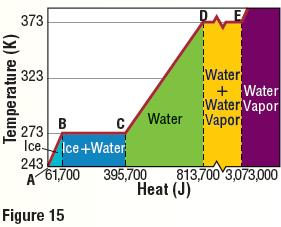 Temperature (K)
373
323
273
243
A
B
C
D
E
Ice
Ice+Water
Water
Water
+
Water
Vapor
Water
Vapor
61,700
395,700
813,700
3,073,000
Heat (J)
Figure 15